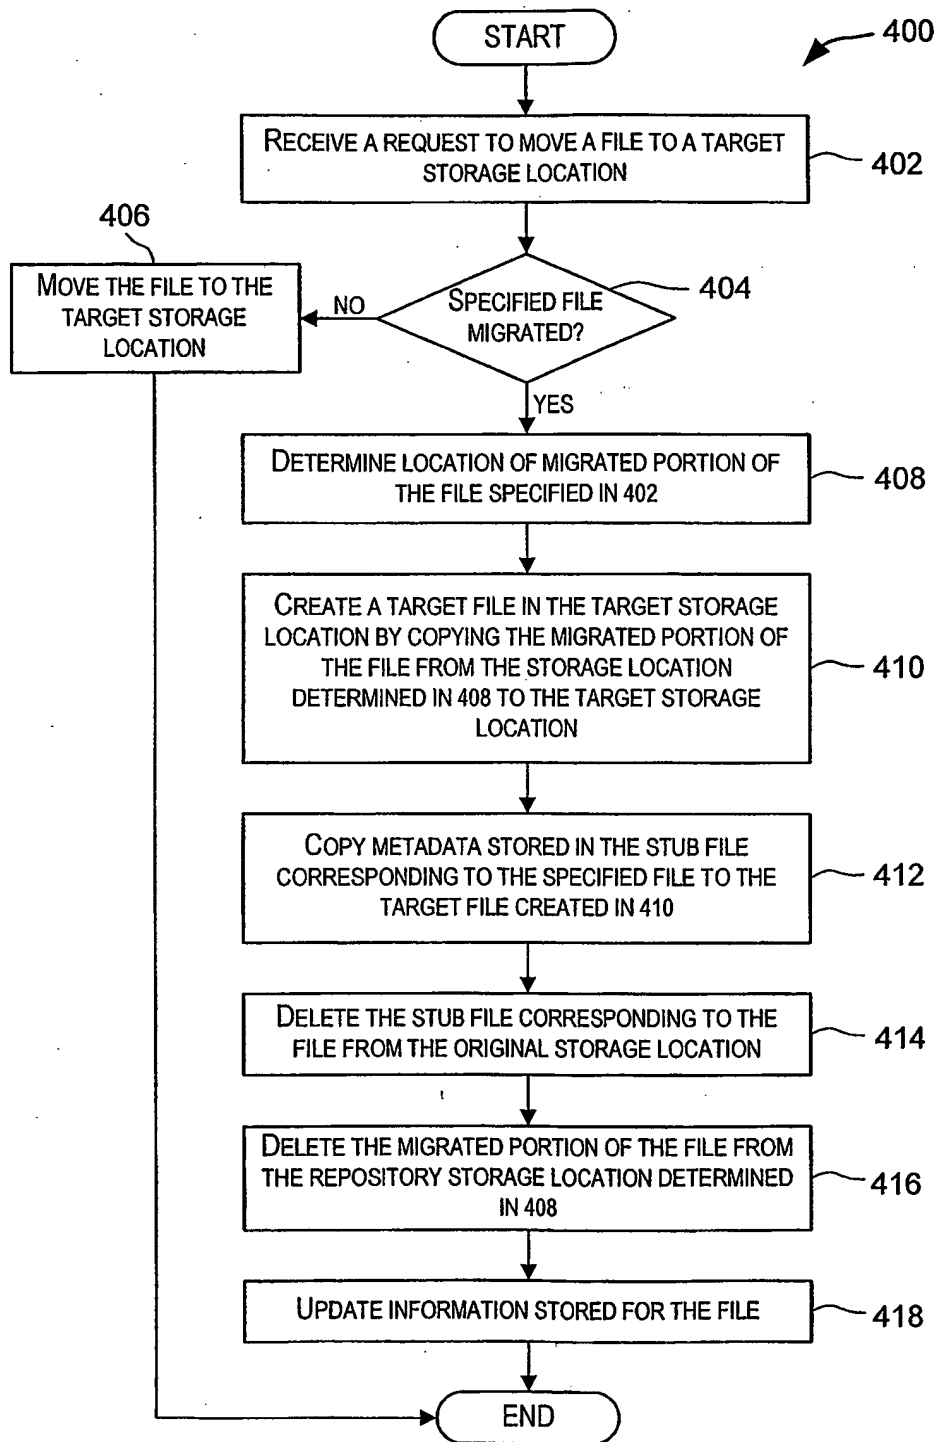 START
400
RECEIVE A REQUEST TO MOVE A FILE TO A TARGET
STORAGE LOCATION
402
406
MOVE THE FILE TO THE
TARGET STORAGE
LOCATION
NO
SPECIFIED FILE
MIGRATED?
404
YES
DETERMINE LOCATION OF MIGRATED PORTION OF
THE FILE SPECIFIED IN 402
408
CREATE A TARGET FILE IN THE TARGET STORAGE
LOCATION BY COPYING THE MIGRATED PORTION OF
THE FILE FROM THE STORAGE LOCATION
DETERMINED IN 408 TO THE TARGET STORAGE
LOCATION
410
COPY METADATA STORED IN THE STUB FILE
CORRESPONDING TO THE SPECIFIED FILE TO THE
TARGET FILE CREATED IN 410
412
DELETE THE STUB FILE CORRESPONDING TO THE
FILE FROM THE ORIGINAL STORAGE LOCATION
414
DELETE THE MIGRATED PORTION OF THE FILE FROM
THE REPOSITORY STORAGE LOCATION DETERMINED
IN 408
416
UPDATE INFORMATION STORED FOR THE FILE
418
END